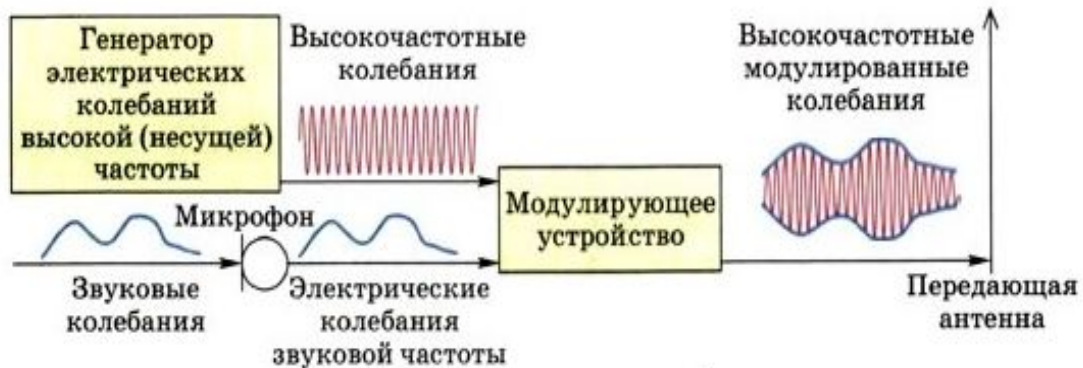 Генератор
электрических
колебаний
высокой (несущей)
частоты
Высокочастотные
колебания
Высокочастотные
модулированные
колебания
Микрофон
Модулирующее
устройство
Звуковые
колебания
Электрические
колебания
звуковой частоты
Передающая
антенна